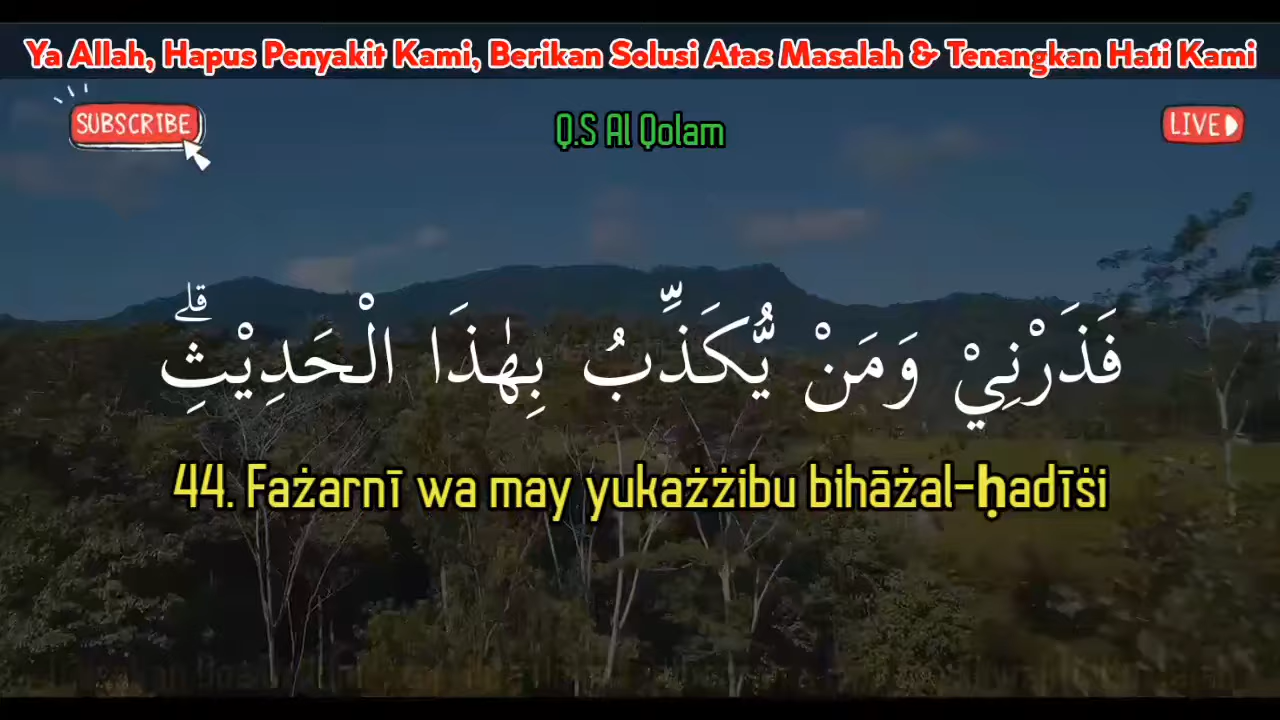 Ya Allah, Hapus Penyakit Kami, Berikan Solusi Atas Masalah & Tenangkan Hati Kami
SUBSCRIBE
Q.S Al Qolam
LIVE
فَذَرْنِيْ وَمَنْ يُّكَذِّبُ بِهٰذَا الْحَدِيْثِۗ
44. Fażarnī wa may yukażżibu bihāżal-ḥadīṡi